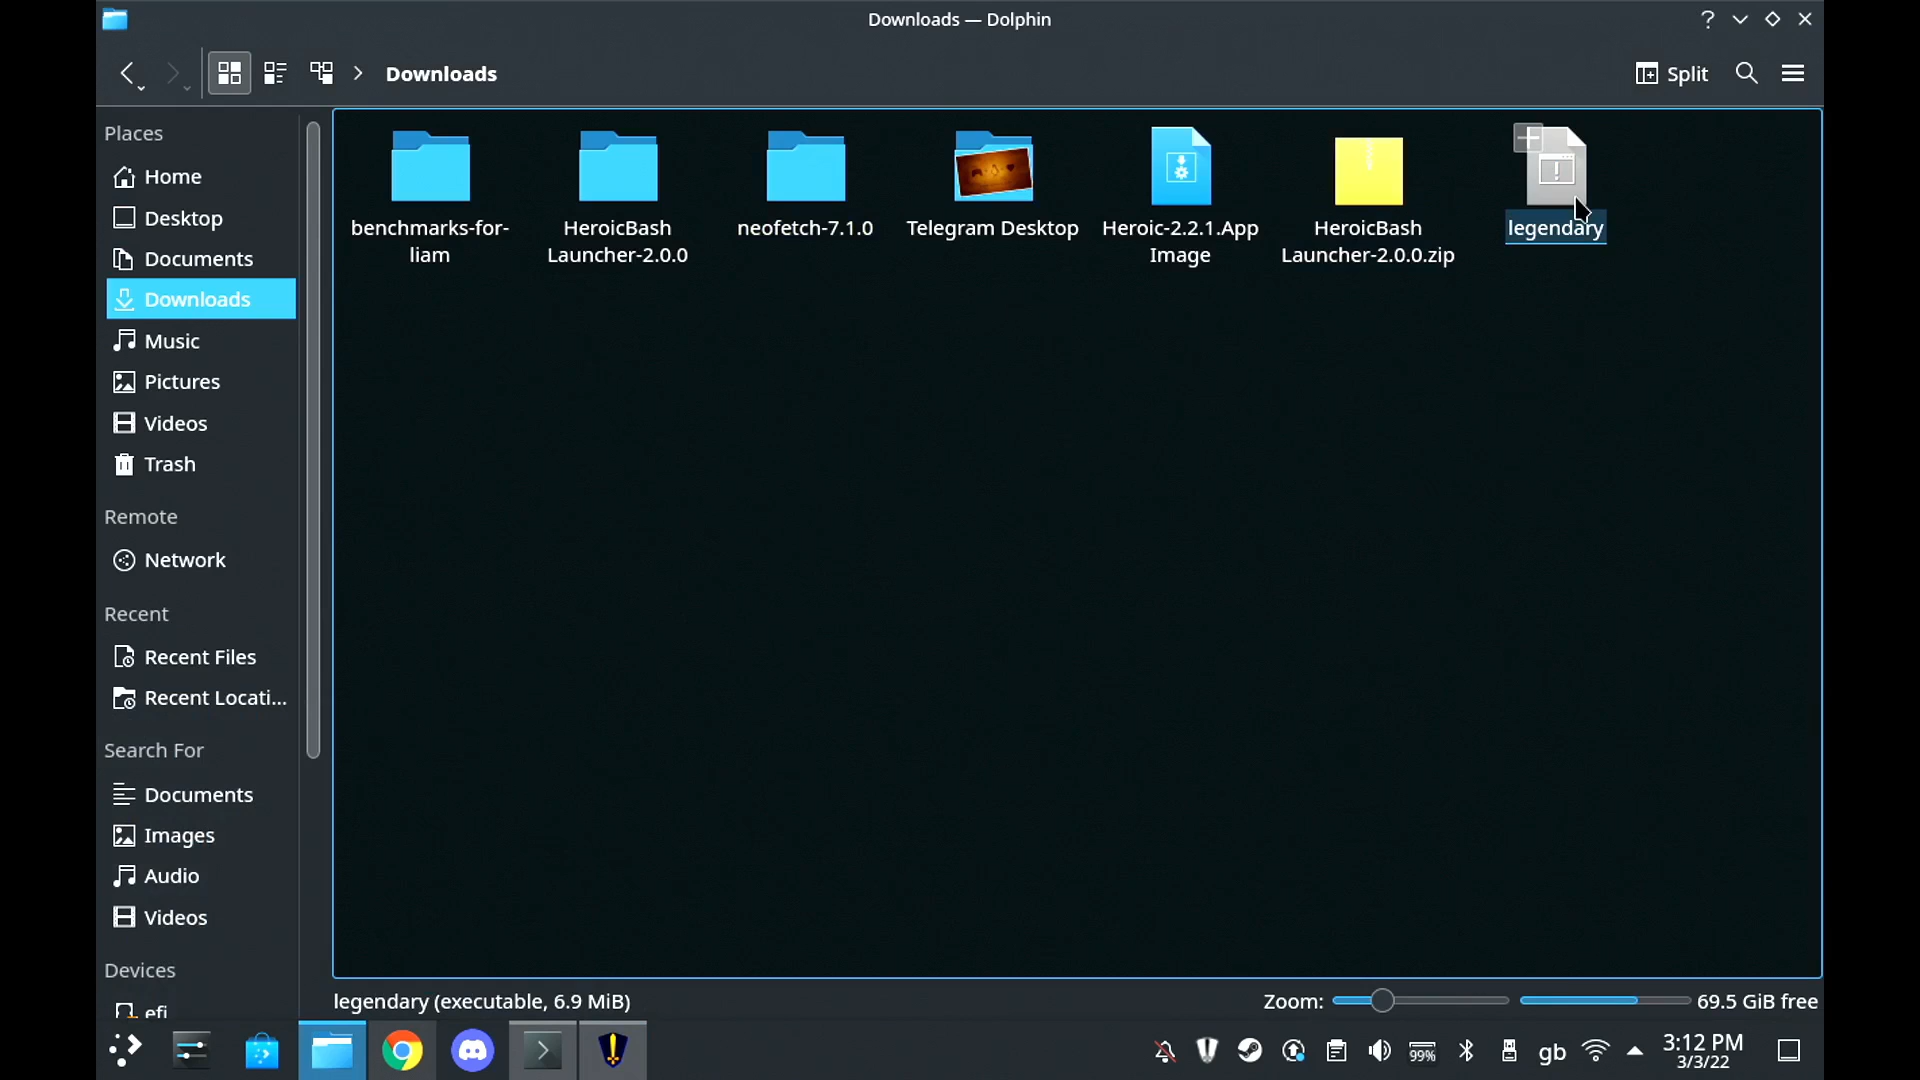 Downloads — Dolphin
Downloads
Split
Places
Home
Desktop
Documents
Downloads
Music
Pictures
Videos
Trash
Remote
Network
Recent
Recent Files
Recent Locati...
Search For
Documents
Images
Audio
Videos
Devices
efi
benchmarks-for-
liam
HeroicBash
Launcher-2.0.0
neofetch-7.1.0
Telegram Desktop
Heroic-2.2.1.App
Image
HeroicBash
Launcher-2.0.0.zip
legendary
legendary (executable, 6.9 MiB)
Zoom:
69.5 GiB free
99%
gb
3:12 PM
3/3/22